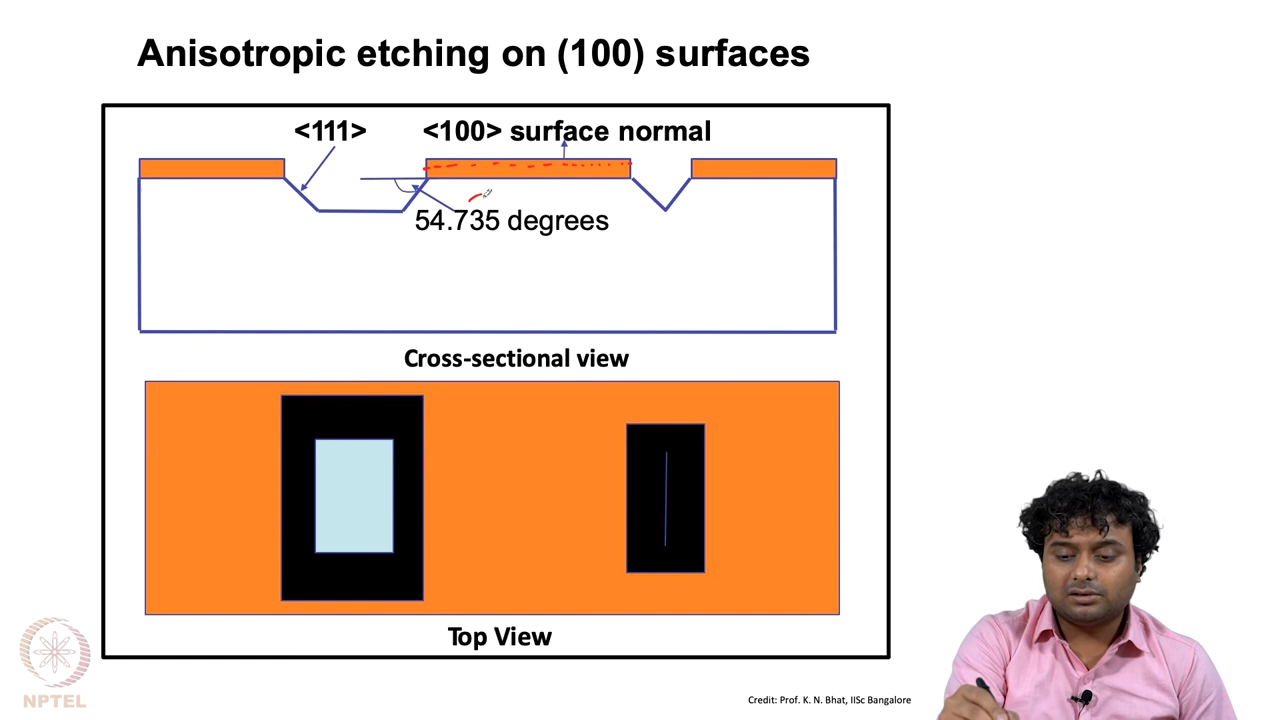 Anisotropic etching on (100) surfaces
<111>
<100> surface normal
54.735 degrees
Cross-sectional view
Top View
NPTEL
Credit: Prof. K. N. Bhat, IISc Bangalore